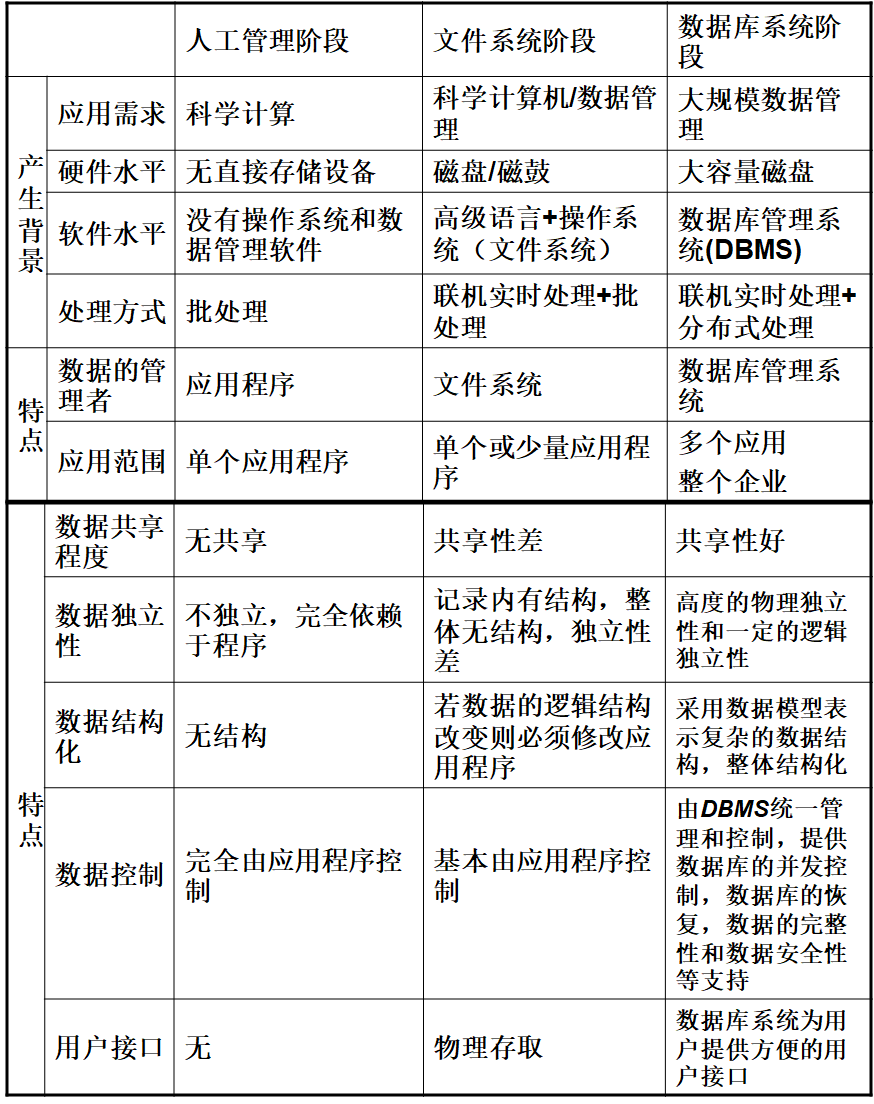 人工管理阶段
文件系统阶段
数据库系统阶
段
产
生
背
景
应用需求
科学计算
科学计算机/数据管
理
大规模数据管
理
硬件水平
无直接存储设备
磁盘/磁鼓
大容量磁盘
软件水平
没有操作系统和数
据管理软件
高级语言+操作系
统（文件系统）
数据库管理系
统(DBMS)
处理方式
批处理
联机实时处理+批
处理
联机实时处理+
分布式处理
特
点
数据的管
理者
应用程序
文件系统
数据库管理系
统
应用范围
单个应用程序
单个或少量应用程
序
多个应用
整个企业
特
点
数据共享
程度
无共享
共享性差
共享性好
数据独立
性
不独立，完全依赖
于程序
记录内有结构，整
体无结构，独立性
差
高度的物理独立
性和一定的逻辑
独立性
数据结构
化
无结构
若数据的逻辑结构
改变则必须修改应
用程序
采用数据模型表
示复杂的数据结
构，整体结构化
数据控制
完全由应用程序控
制
基本由应用程序控
制
由DBMS统一管
理和控制，提供
数据库的并发控
制，数据库的恢
复，数据的完整
性和数据安全性
等支持
用户接口
无
物理存取
数据库系统为用
户提供方便的用
户接口